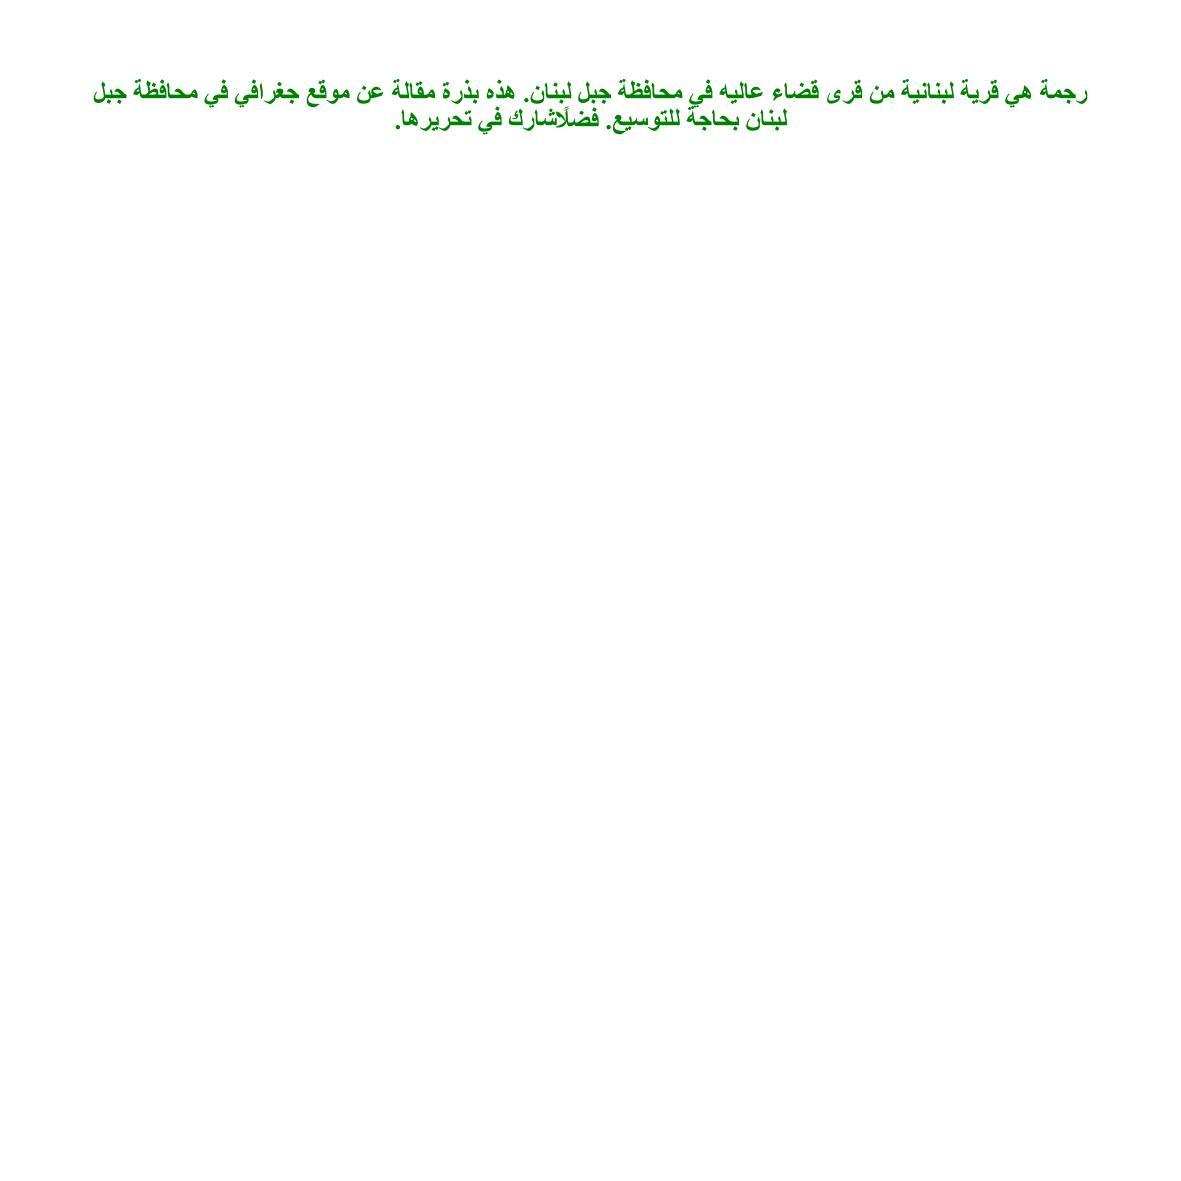 رجمة هي قرية لبنانية من قرى قضاء عاليه في محافظة جبل لبنان. هذه بذرة مقالة عن موقع جغرافي في محافظة جبل
لبنان بحاجة للتوسيع. فضلًاشارك في تحريرها.